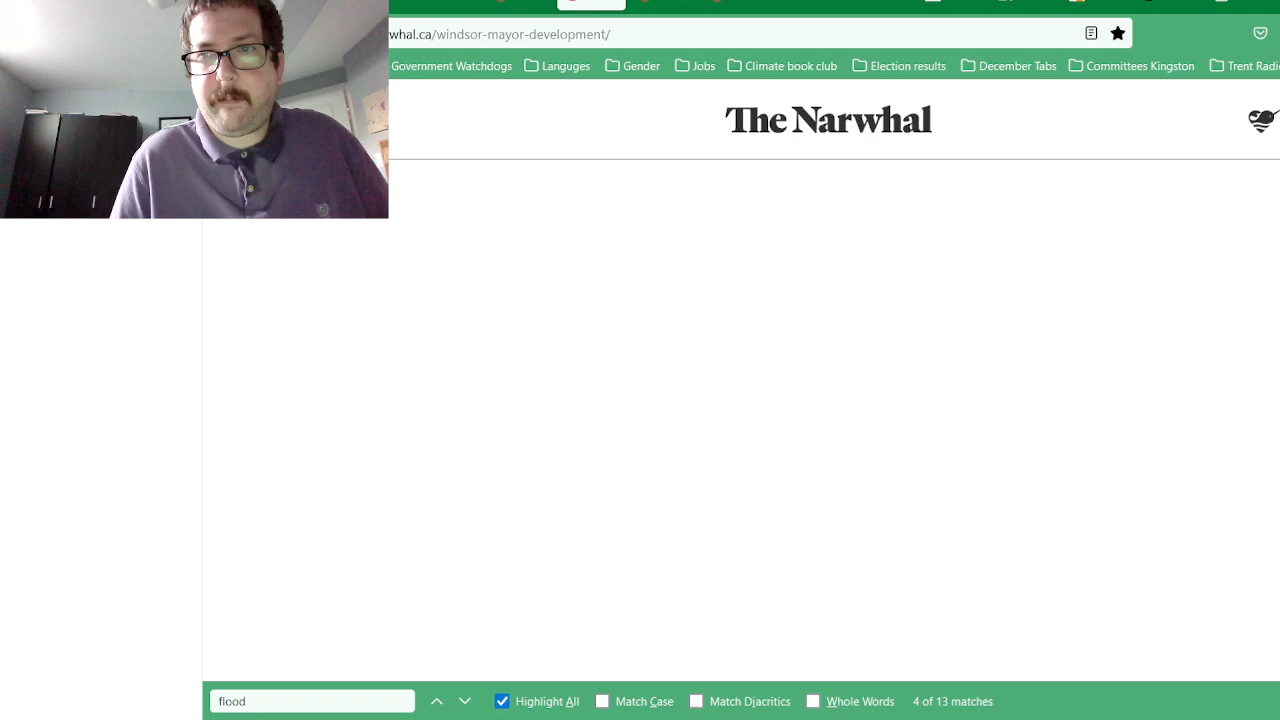 whal.ca/windsor-mayor-development/
Government Watchdogs Languges Gender Jobs Climate book club Election results December Tabs Committees Kingston Trent Radi
The Narwhal
flood Highlight All Match Case Match Diacritics Whole Words 4 of 13 matches